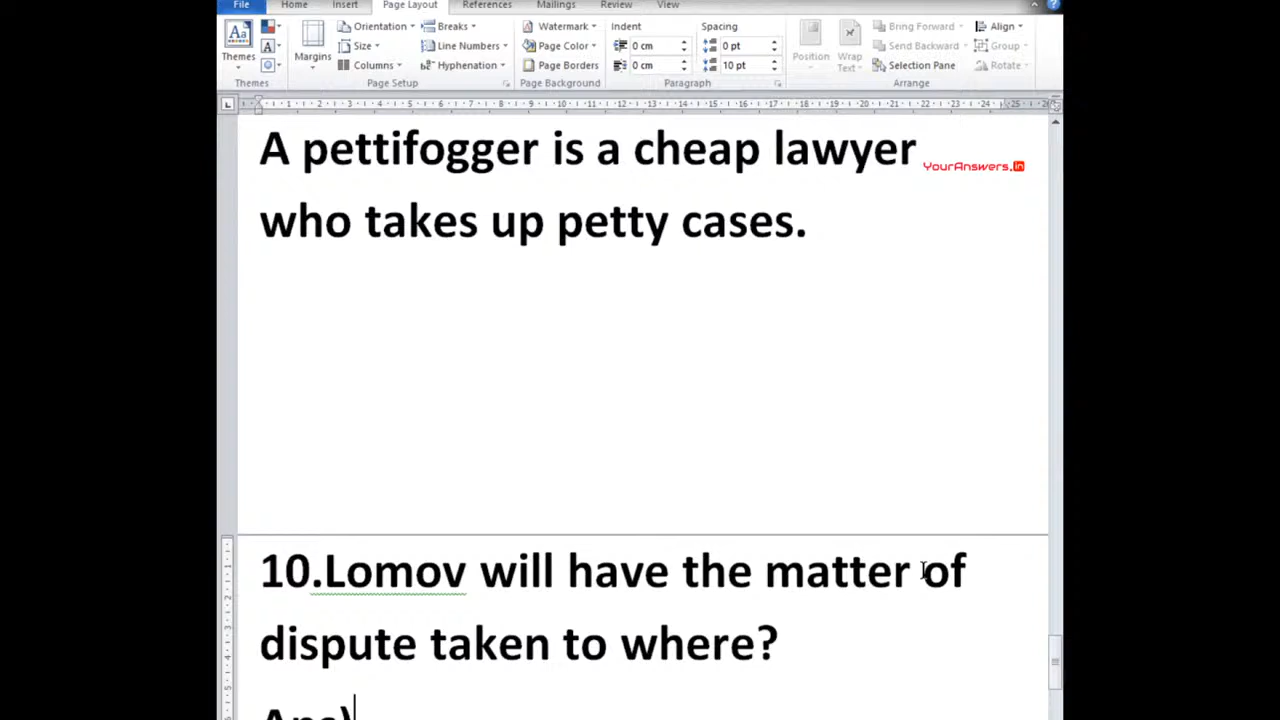 File Home Insert Page Layout References Mailings Review View
Themes Margins Orientation Size Columns Breaks Line Numbers Hyphenation Watermark Page Color Page Borders Indent 0 cm 0 cm Spacing 0 pt 10 pt Position Wrap Text Bring Forward Send Backward Selection Pane Align Group Rotate
Themes Page Setup Page Background Paragraph Arrange
A pettifogger is a cheap lawyer
YourAnswers.in
who takes up petty cases.
10.Lomov will have the matter of
dispute taken to where?
Ans)